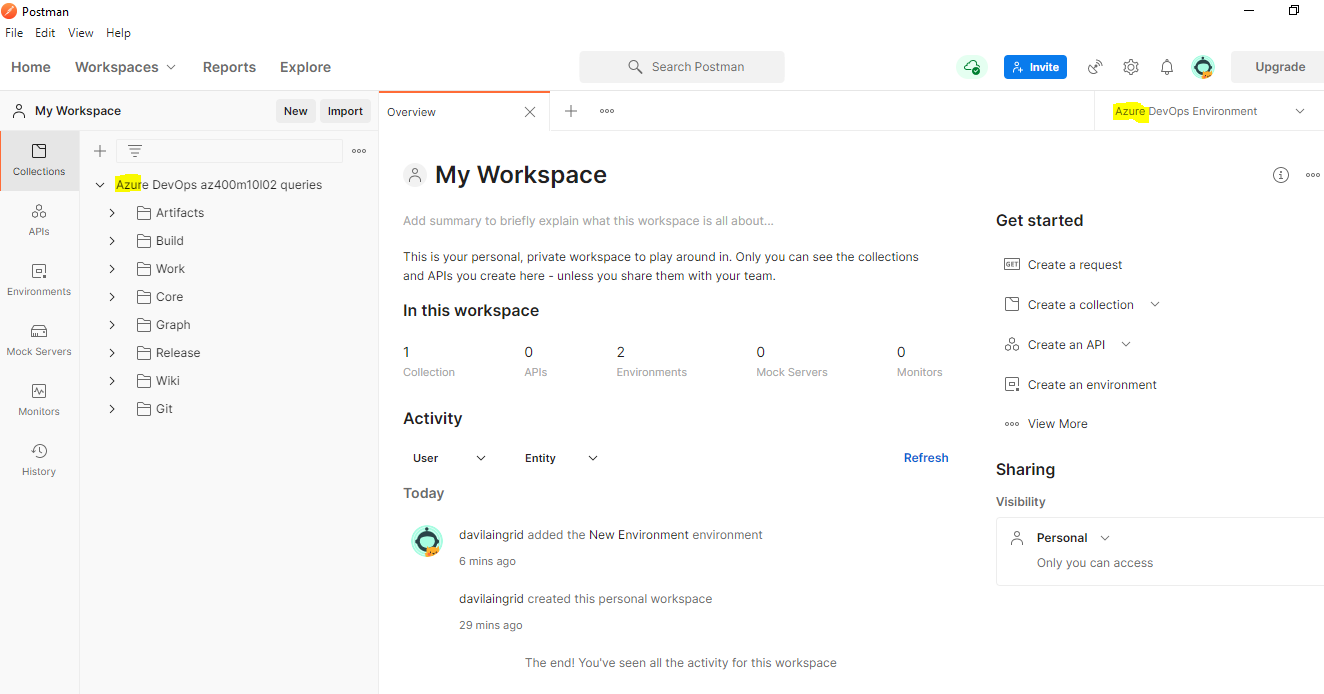 Postman
File Edit View Help
Home Workspaces Reports Explore Search Postman Invite Upgrade
My Workspace New Import Overview Azure DevOps Environment
Collections
APIs
Environments
Mock Servers
Monitors
History
Azure DevOps az400m10l02 queries
Artifacts
Build
Work
Core
Graph
Release
Wiki
Git
My Workspace
Add summary to briefly explain what this workspace is all about...
This is your personal, private workspace to play around in. Only you can see the collections
and APIs you create here - unless you share them with your team.
In this workspace
1 0 2 0 0
Collection APIs Environments Mock Servers Monitors
Activity
User Entity Refresh
Today
davilaingrid added the New Environment environment
6 mins ago
davilaingrid created this personal workspace
29 mins ago
The end! You've seen all the activity for this workspace
Get started
GET Create a request
Create a collection
Create an API
Create an environment
View More
Sharing
Visibility
Personal
Only you can access